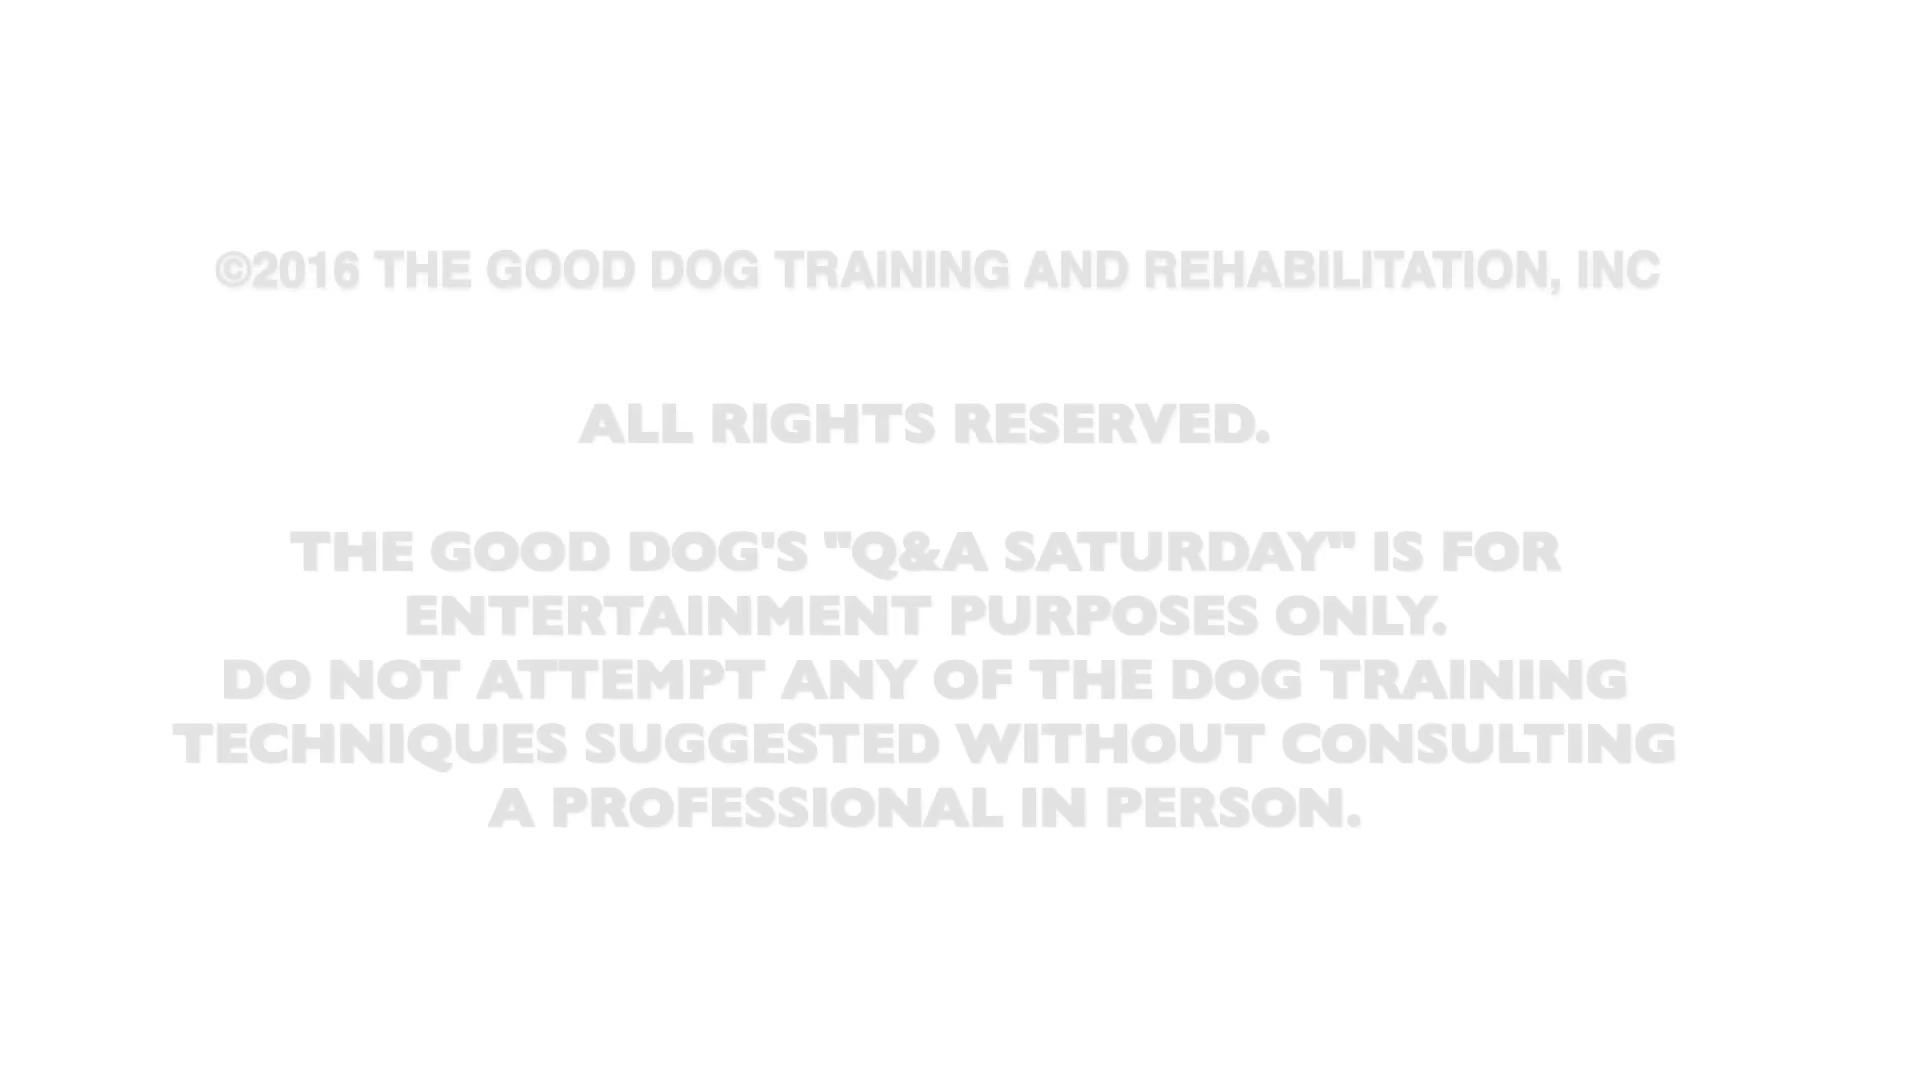 ©2016 THE GOOD DOG TRAINING AND REHABILITATION, INC
ALL RIGHTS RESERVED.
THE GOOD DOG'S "Q&A SATURDAY" IS FOR
ENTERTAINMENT PURPOSES ONLY.
DO NOT ATTEMPT ANY OF THE DOG TRAINING
TECHNIQUES SUGGESTED WITHOUT CONSULTING
A PROFESSIONAL IN PERSON.